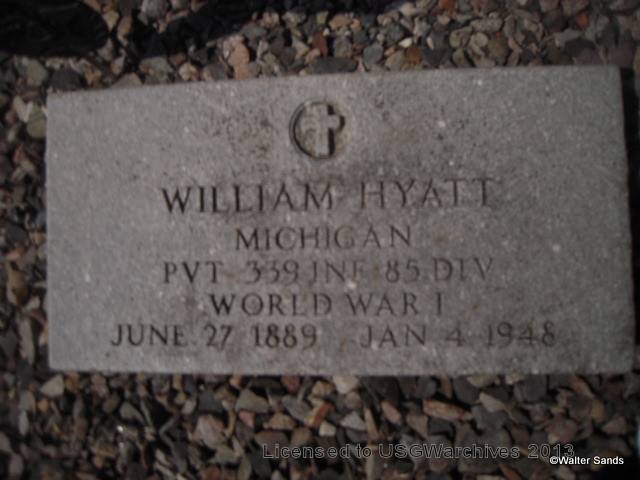 WILLIAM HYATT
MICHIGAN
PVT 339 INF 85 DIV
WORLD WAR I
JUNE 27 1889 JAN 4 1948
Licensed to USGWarchives 2013
©Walter Sands